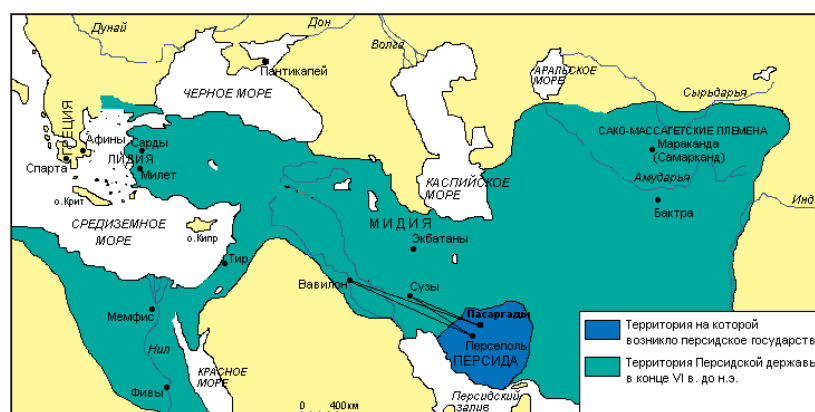 Дунай
Дон
Волга
Пантикапей
ЧЕРНОЕ МОРЕ
АРАЛЬСКОЕ
МОРЕ
Сырдарья
САКО-МАССАГЕТСКИЕ ПЛЕМЕНА
Мараканда
(Самарканд)
Амударья
Бактра
Инд
ГРЕЦИЯ
Афины
Спарта
Сарды
ЛИДИЯ
Милет
о.Крит
СРЕДИЗЕМНОЕ
МОРЕ
о.Кипр
Тир
КАСПИЙСКОЕ
МОРЕ
МИДИЯ
Экбатаны
Вавилон
Сузы
Пасаргады
Персеполь
ПЕРСИДА
Мемфис
Нил
Фивы
КРАСНОЕ
МОРЕ
0 400км
Персидский
залив
Территория на которой
возникло персидское государств
Территория Персидской державы
в конце VI в. до н.э.